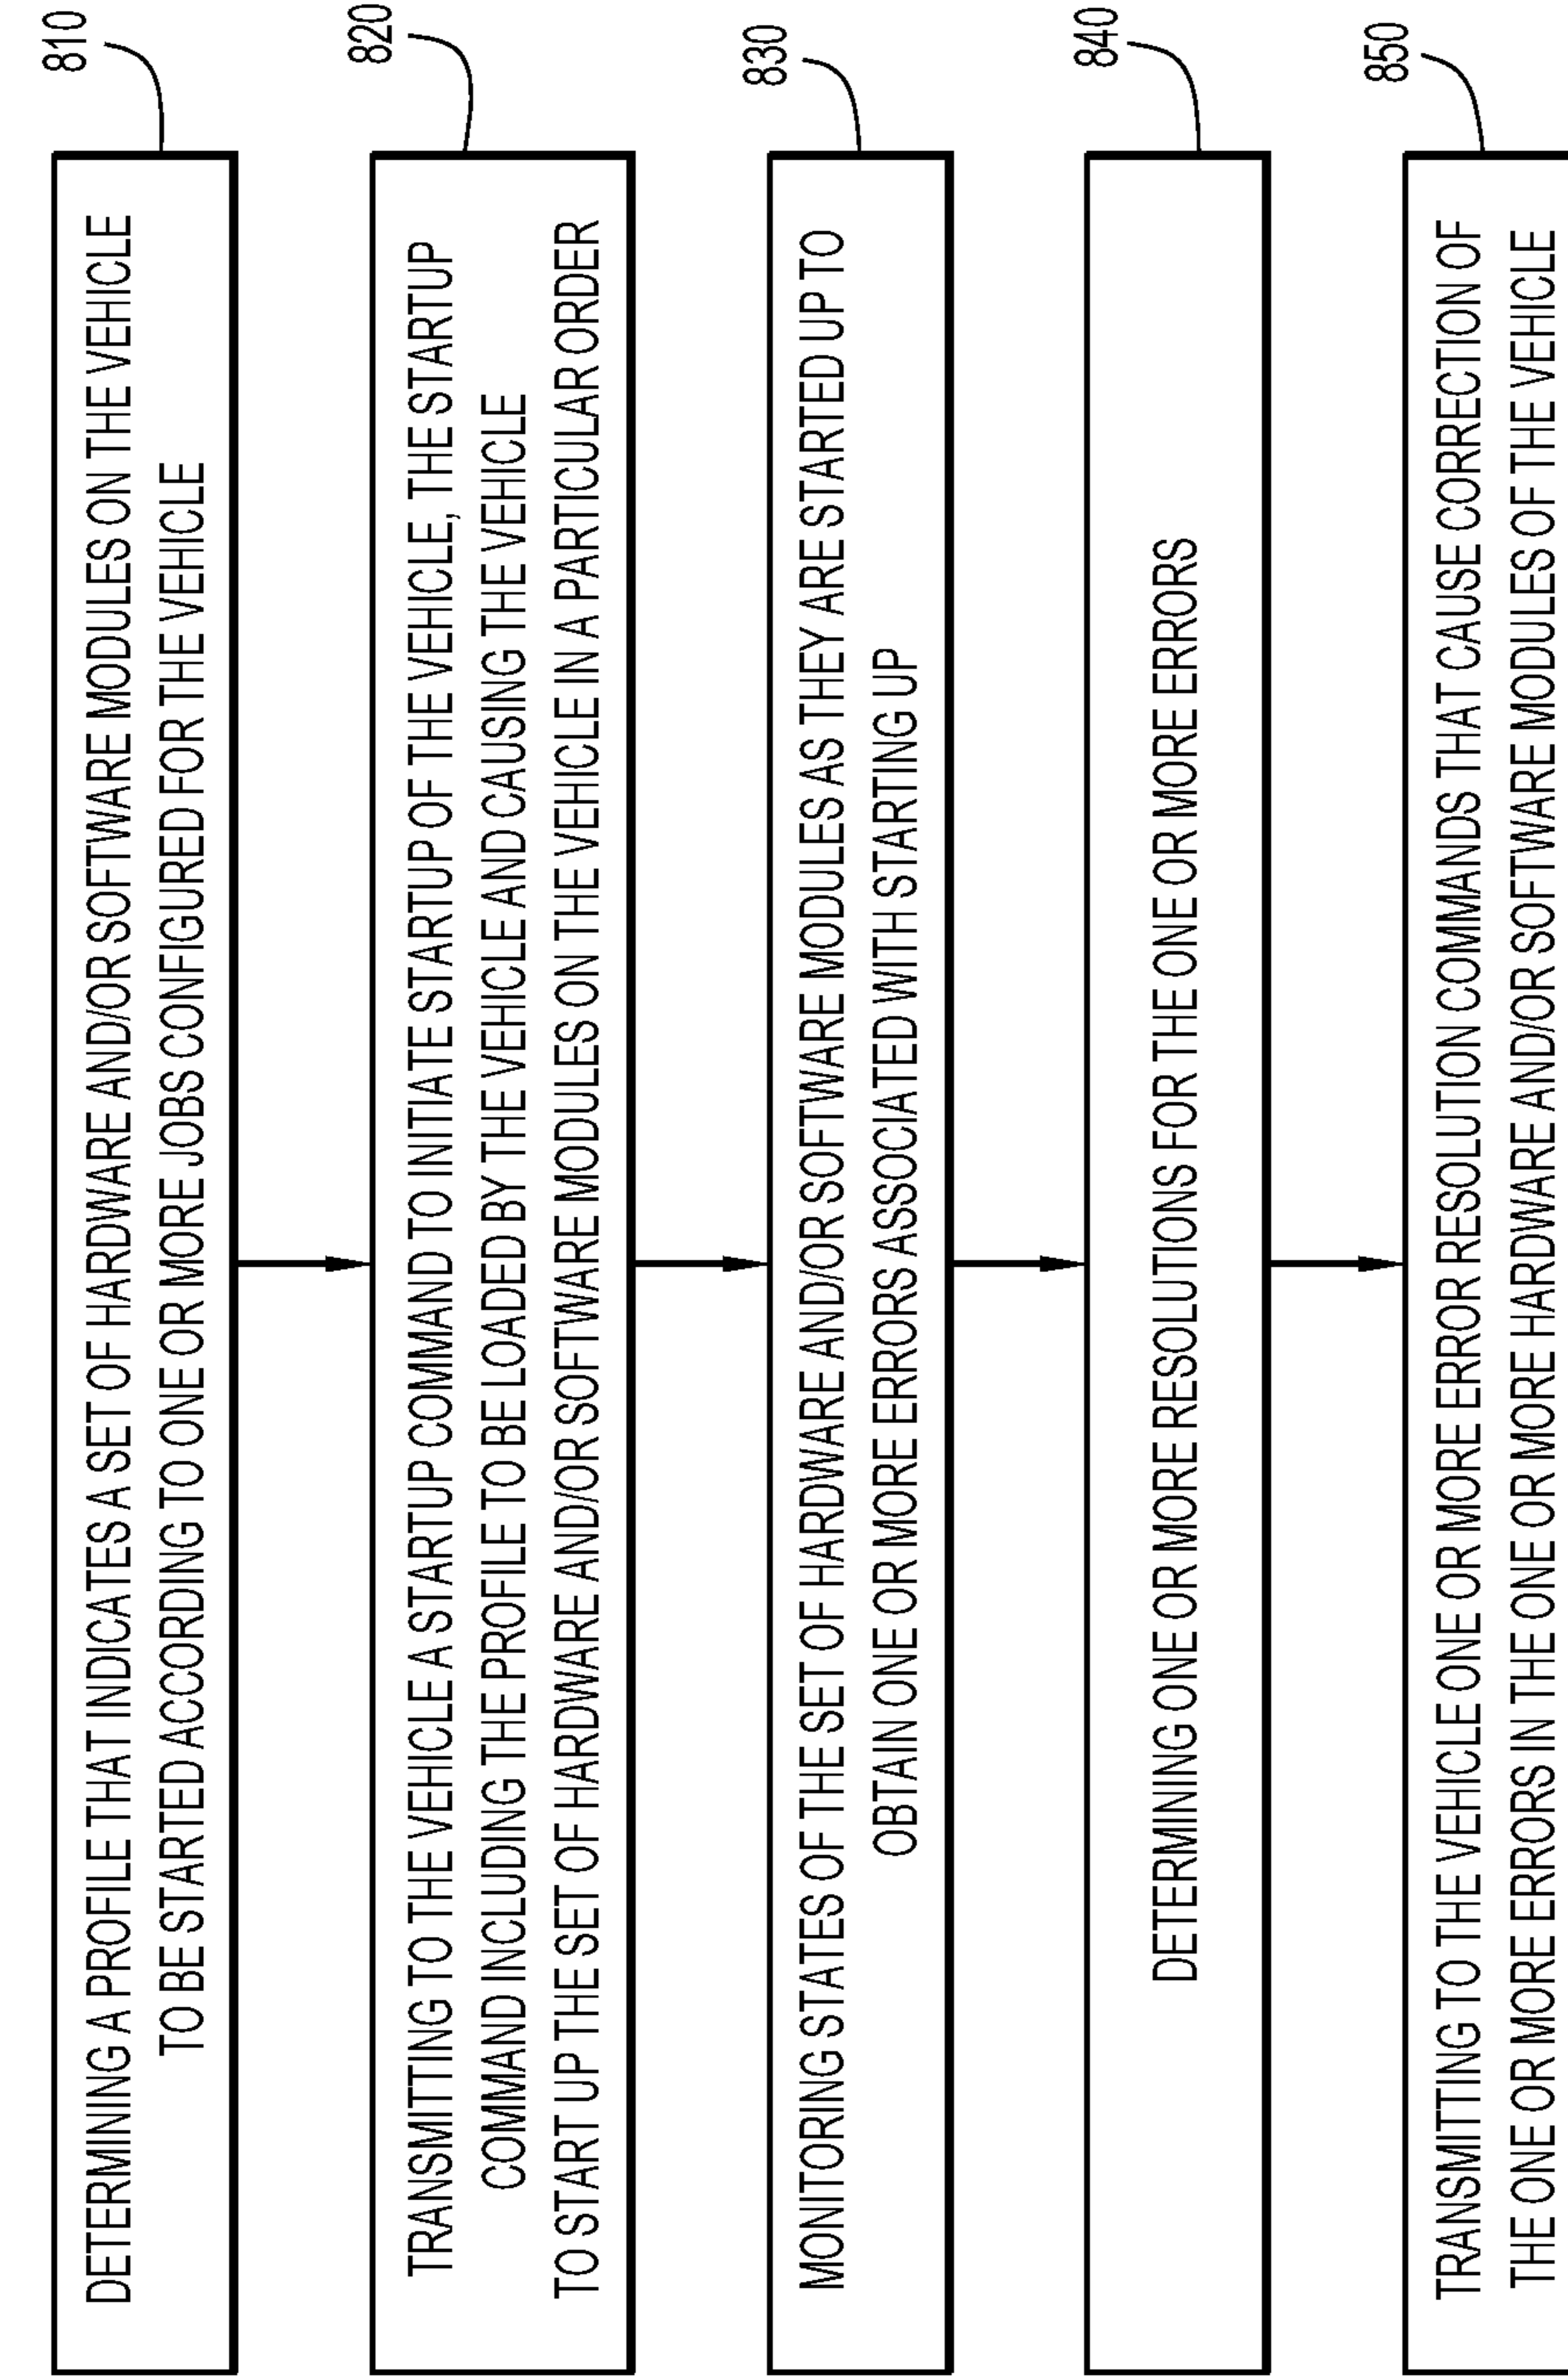 DETERMINING A PROFILE THAT INDICATES A SET OF HARDWARE AND/OR SOFTWARE MODULES ON THE VEHICLE
TO BE STARTED ACCORDING TO ONE OR MORE JOBS CONFIGURED FOR THE VEHICLE
810
TRANSMITTING TO THE VEHICLE A STARTUP COMMAND TO INITIATE STARTUP OF THE VEHICLE, THE STARTUP
COMMAND INCLUDING THE PROFILE TO BE LOADED BY THE VEHICLE AND CAUSING THE VEHICLE
TO START UP THE SET OF HARDWARE AND/OR SOFTWARE MODULES ON THE VEHICLE IN A PARTICULAR ORDER
820
MONITORING STATES OF THE SET OF HARDWARE AND/OR SOFTWARE MODULES AS THEY ARE STARTED UP TO
OBTAIN ONE OR MORE ERRORS ASSOCIATED WITH STARTING UP
830
DETERMINING ONE OR MORE RESOLUTIONS FOR THE ONE OR MORE ERRORS
840
TRANSMITTING TO THE VEHICLE ONE OR MORE ERROR RESOLUTION COMMANDS THAT CAUSE CORRECTION OF
THE ONE OR MORE ERRORS IN THE ONE OR MORE HARDWARE AND/OR SOFTWARE MODULES OF THE VEHICLE
850